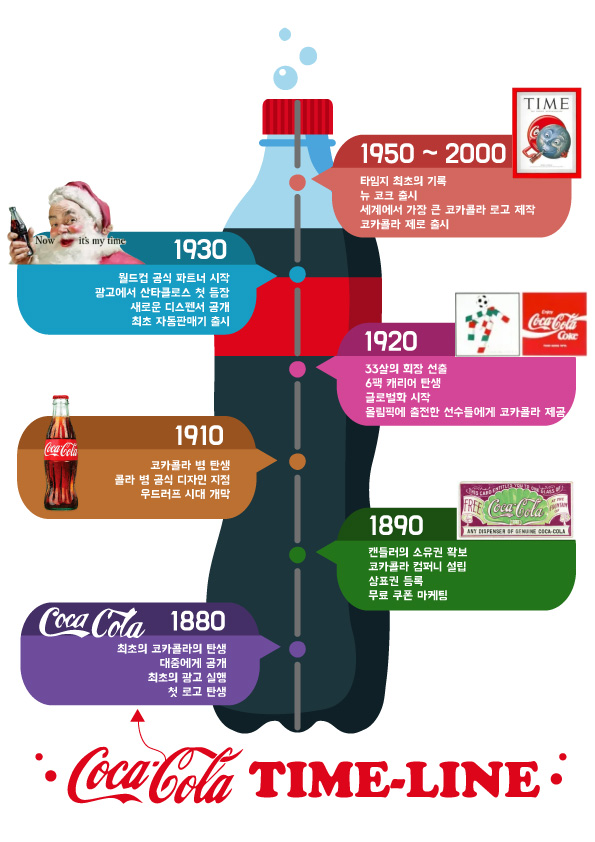 TIME
1950 ~ 2000
타임지 최초의 기록
뉴 코크 출시
세계에서 가장 큰 코카콜라 로고 제작
코카콜라 제로 출시
Now it's my time
1930
월드컵 공식 파트너 시작
광고에서 산타클로스 첫 등장
새로운 디스펜서 공개
최초 자동판매기 출시
Enjoy
Coca-Cola
Coke
1920
33살의 회장 선출
6팩 캐리어 탄생
글로벌화 시작
올림픽에 출전한 선수들에게 코카콜라 제공
Coca-Cola
1910
코카콜라 병 탄생
콜라 병 공식 디자인 지정
우드러프 시대 개막
THIS CARD ENTITLES YOU TO ONE GLASS OF
FREE Coca-Cola AT THE FOUNTAIN
ANY DISPENSER OF GENUINE COCA-COLA
1890
캔들러의 소유권 확보
코카콜라 컴퍼니 설립
상표권 등록
무료 쿠폰 마케팅
Coca Cola 1880
최초의 코카콜라의 탄생
대중에게 공개
최초의 광고 실행
첫 로고 탄생
Coca-Cola TIME-LINE